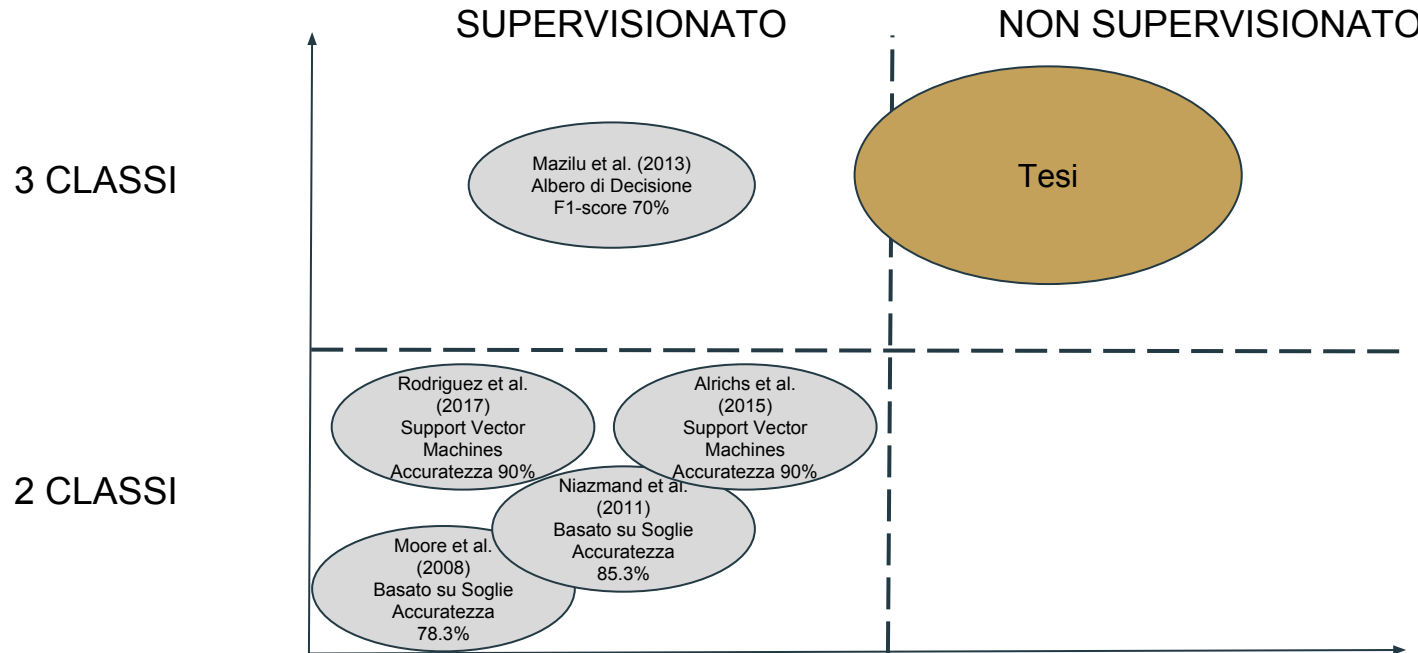 SUPERVISIONATO
NON SUPERVISIONATO
3 CLASSI
Mazilu et al. (2013)
Albero di Decisione
F1-score 70%
Tesi
2 CLASSI
Rodriguez et al.
(2017)
Support Vector
Machines
Accuratezza 90%
Alrichs et al.
(2015)
Support Vector
Machines
Accuratezza 90%
Niazmand et al.
(2011)
Basato su Soglie
Accuratezza
85.3%
Moore et al.
(2008)
Basato su Soglie
Accuratezza
78.3%